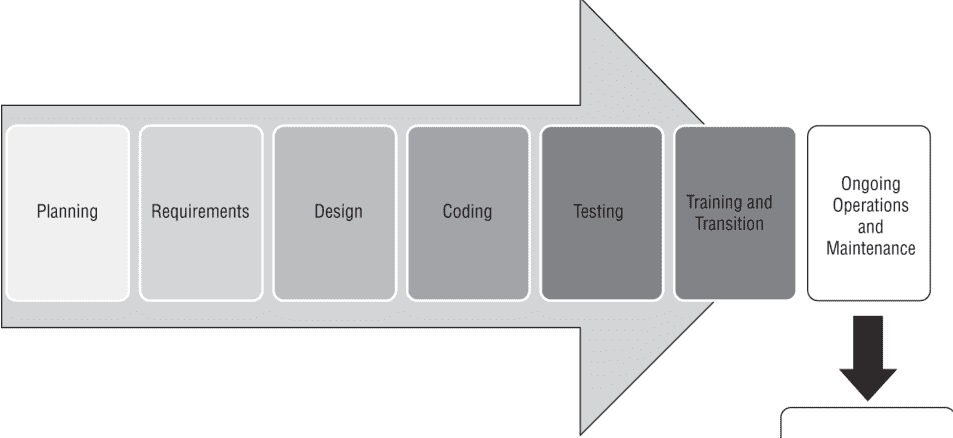 Planning
Requirements
Design
Coding
Testing
Training and
Transition
Ongoing
Operations
and
Maintenance